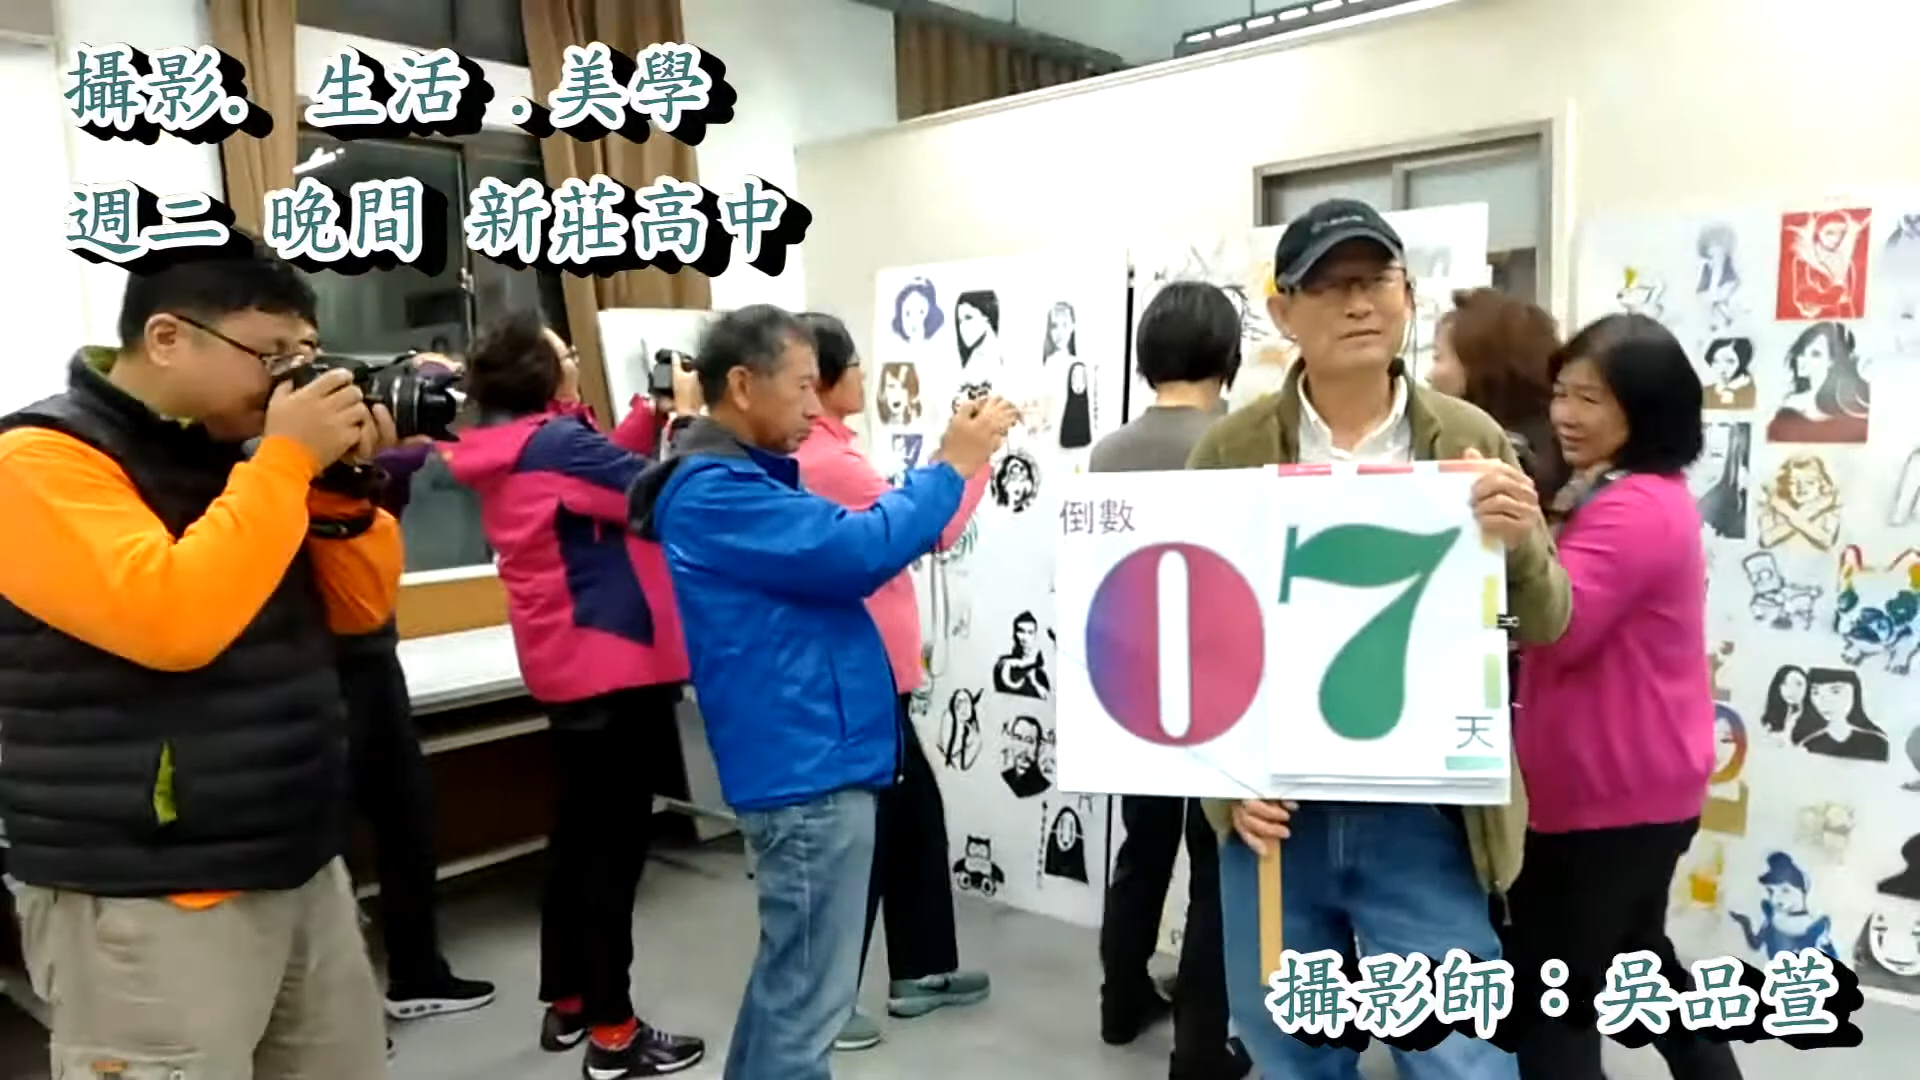 攝影. 生活 .美學
週二 晚間 新莊高中
倒數
07
天
攝影師：吳品萱